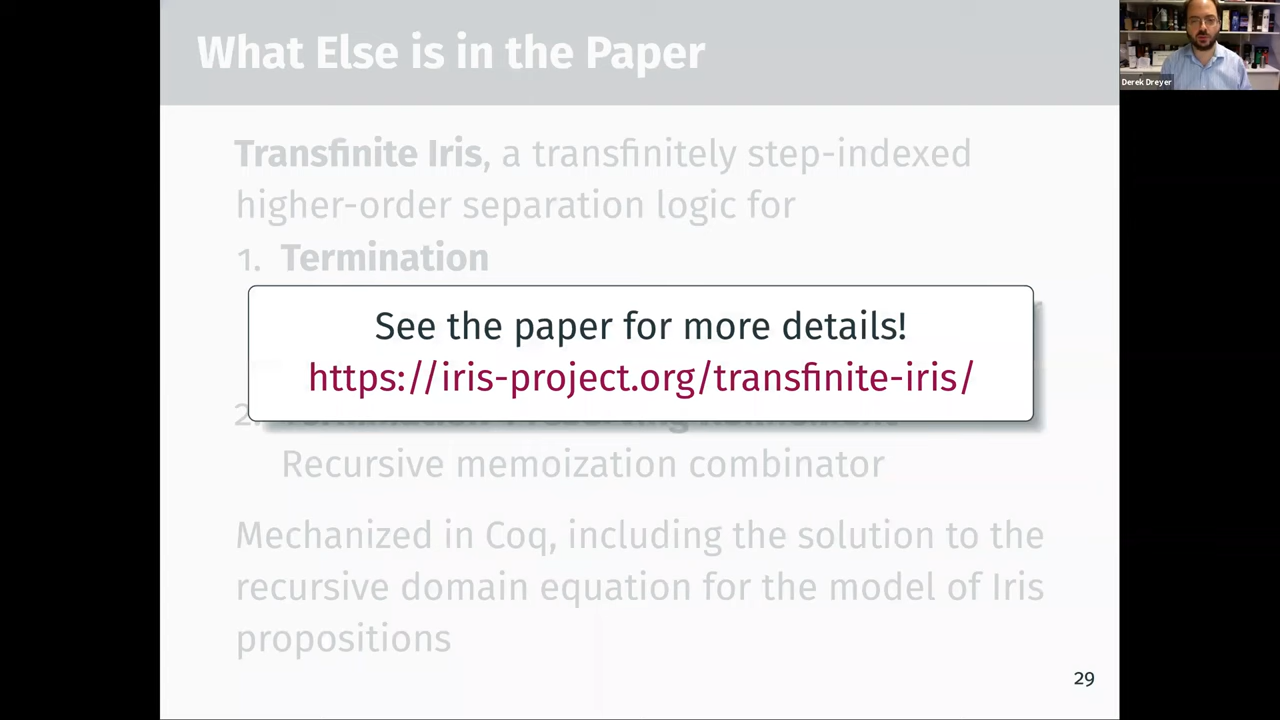 What Else is in the Paper
Derek Dreyer
Transfinite Iris, a transfinitely step-indexed
higher-order separation logic for
1. Termination
See the paper for more details!
https://iris-project.org/transfinite-iris/
2.
Recursive memoization combinator
Mechanized in Coq, including the solution to the
recursive domain equation for the model of Iris
propositions
29